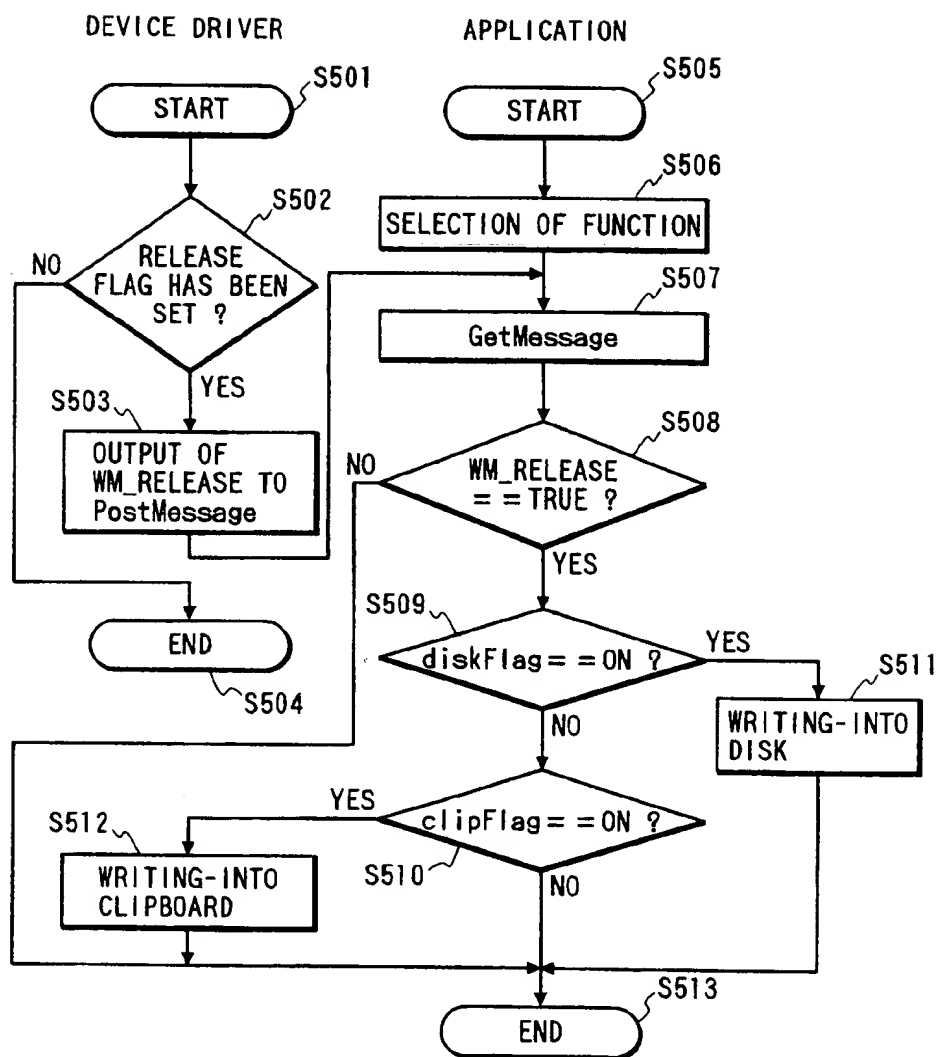 DEVICE DRIVER
APPLICATION
START
S501
START
S505
S502
S506
SELECTION OF FUNCTION
NO
RELEASE
FLAG HAS BEEN
SET ?
S507
GetMessage
YES
S503
OUTPUT OF
WM_RELEASE TO
PostMessage
S508
NO
WM_RELEASE
==TRUE ?
YES
END
S504
S509
diskFlag==ON ?
YES
S511
WRITING-INTO
DISK
NO
YES
clipFlag==ON ?
S512
S510
WRITING-INTO
CLIPBOARD
NO
END
S513